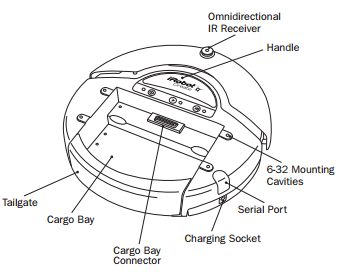 Omnidirectional
IR Receiver
Handle
iRobot
6-32 Mounting
Cavities
Tailgate
Serial Port
Cargo Bay
Charging Socket
Cargo Bay
Connector